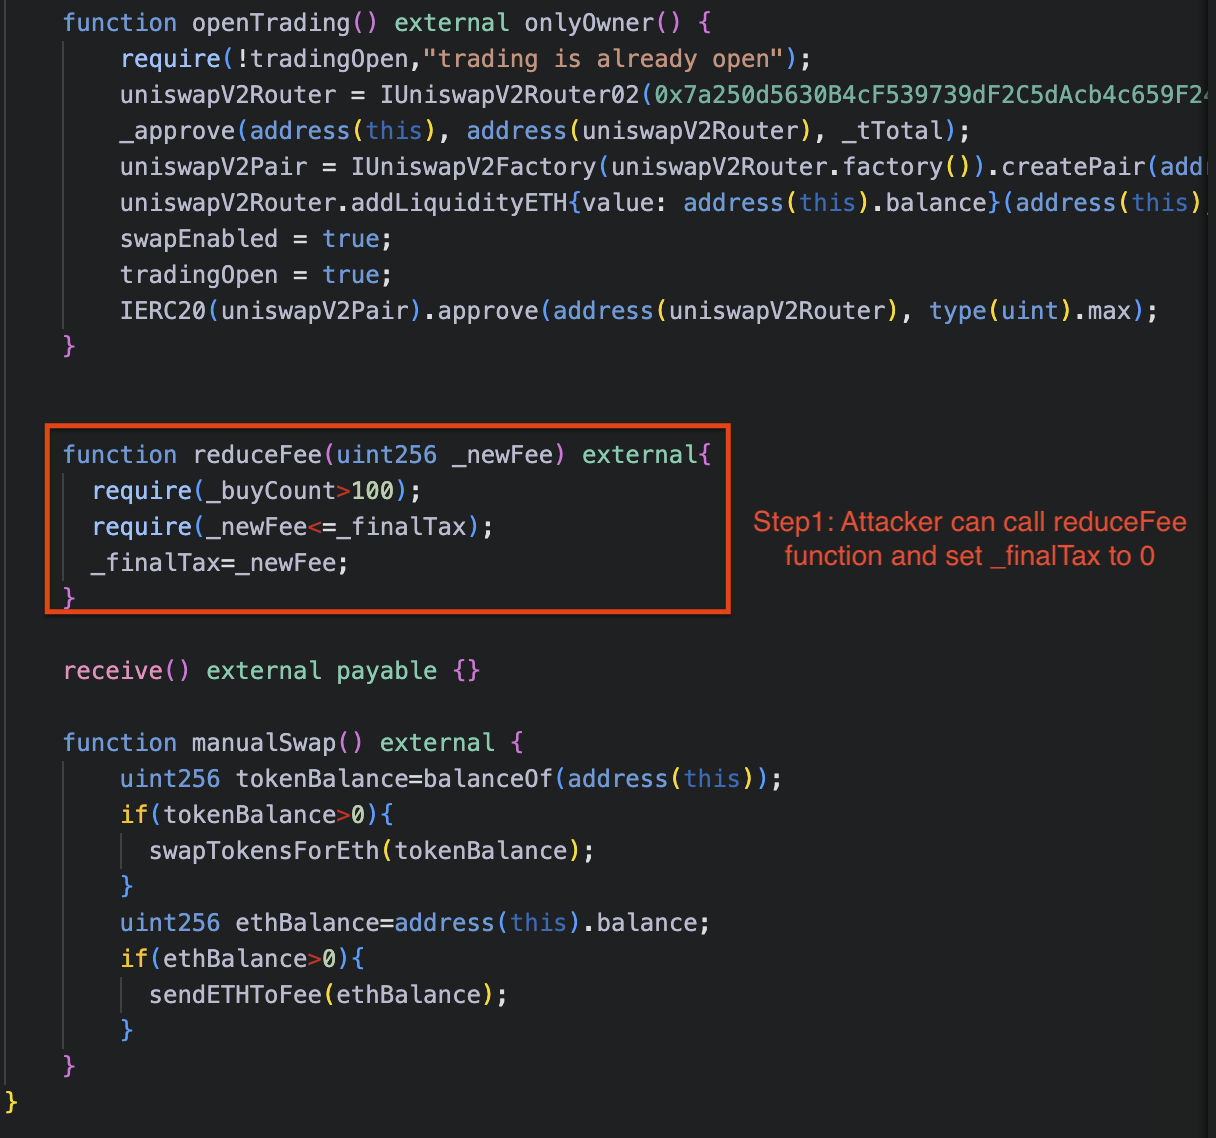 function openTrading() external onlyOwner() {
require(!tradingOpen,"trading is already open");
uniswapV2Router = IUniswapV2Router02(0x7a250d5630B4cF539739dF2C5dAcb4c659F24
_approve(address(this), address(uniswapV2Router), _tTotal);
uniswapV2Pair = IUniswapV2Factory(uniswapV2Router.factory()).createPair(add
uniswapV2Router.addLiquidityETH{value: address(this).balance}(address(this)
swapEnabled = true;
tradingOpen = true;
IERC20(uniswapV2Pair).approve(address(uniswapV2Router), type(uint).max);
}
function reduceFee(uint256 _newFee) external{
require(_buyCount>100);
require(_newFee<=_finalTax);
_finalTax=_newFee;
}
Step1: Attacker can call reduceFee
function and set _finalTax to 0
receive() external payable {}
function manualSwap() external {
uint256 tokenBalance=balanceOf(address(this));
if(tokenBalance>0){
swapTokensForEth(tokenBalance);
}
uint256 ethBalance=address(this).balance;
if(ethBalance>0){
sendETHToFee(ethBalance);
}
}
}